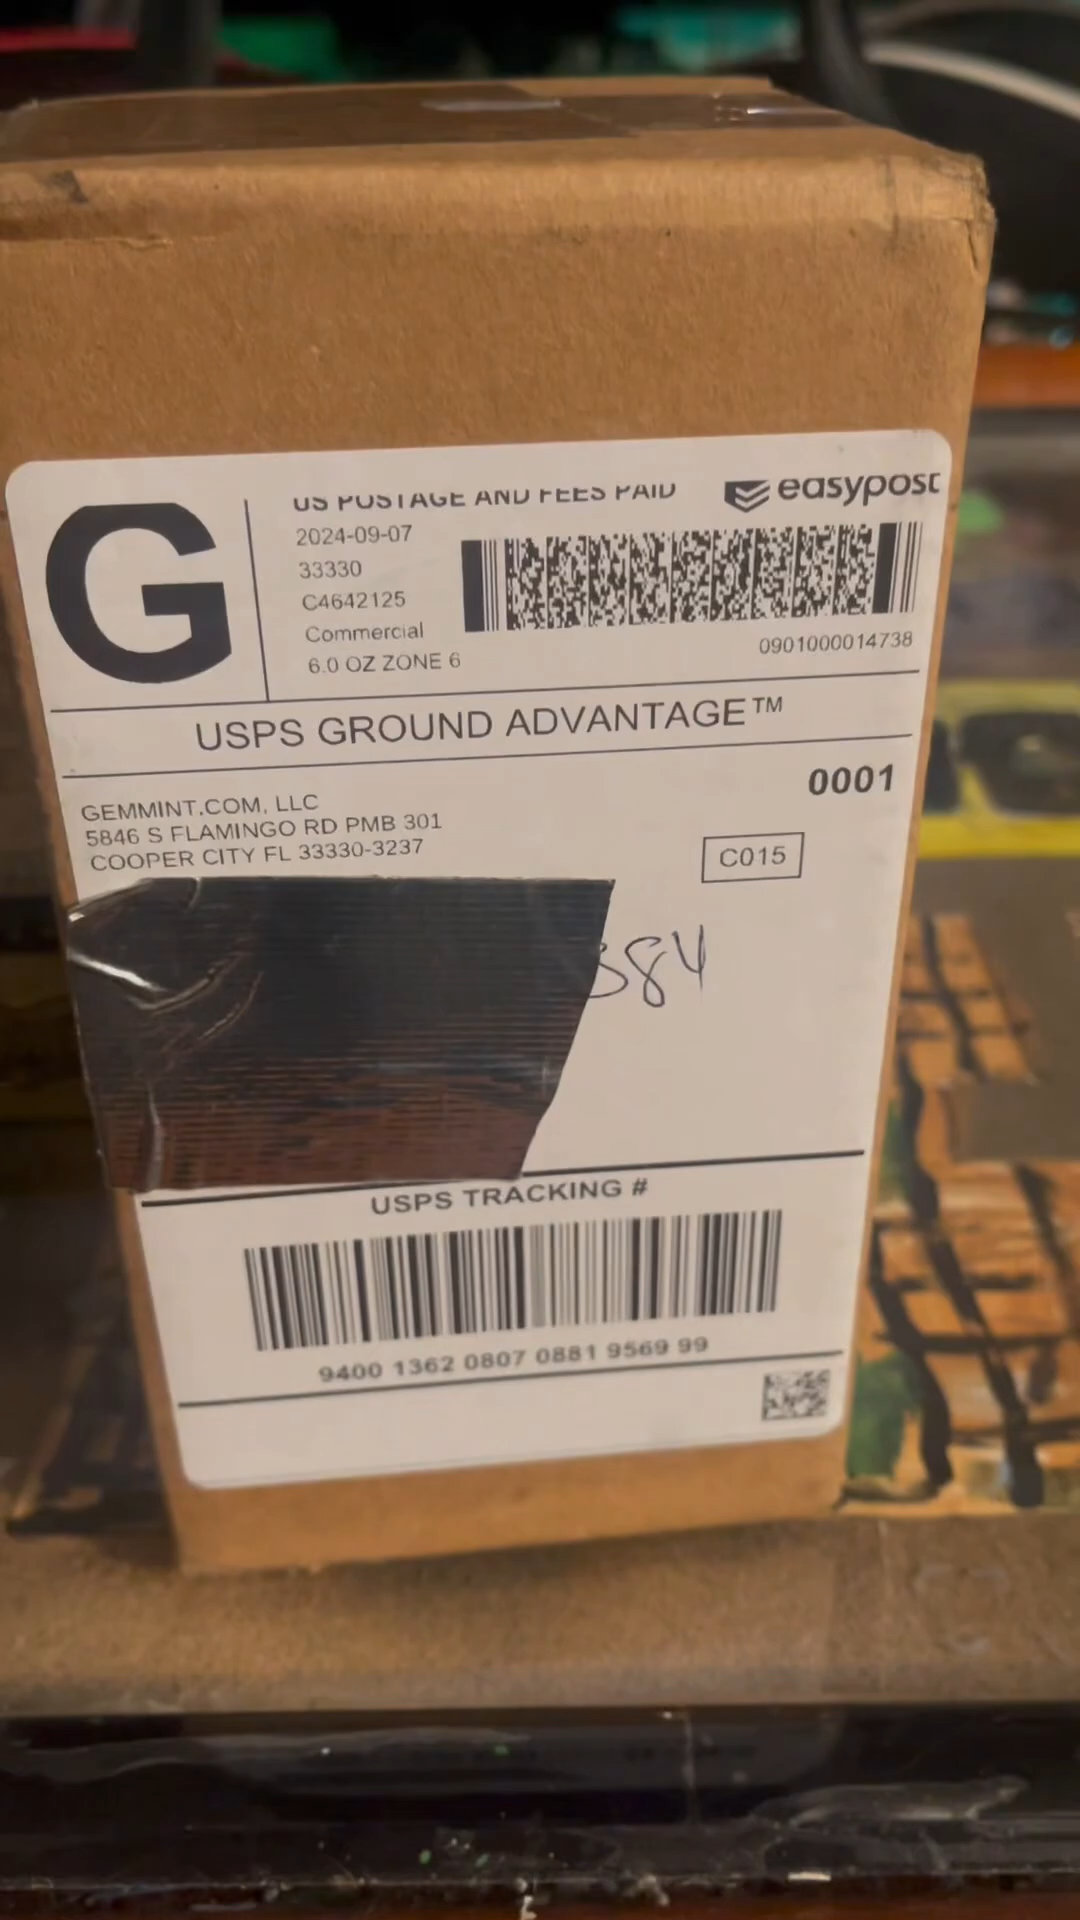 G
US POSTAGE AND FEES PAID
easypost
2024-09-07
33330
C4642125
Commercial
6.0 OZ ZONE 6
0901000014738
USPS GROUND ADVANTAGE™
0001
GEMMINT.COM, LLC
5846 S FLAMINGO RD PMB 301
COOPER CITY FL 33330-3237
C015
384
USPS TRACKING #
9400 1362 0807 0881 9569 99